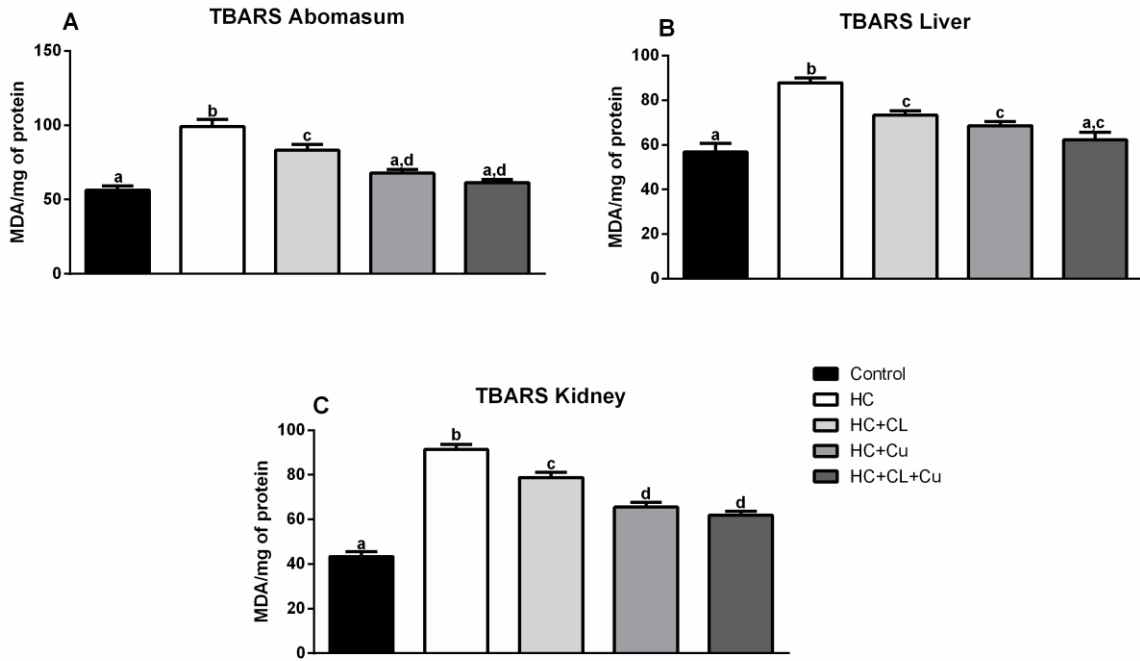 A
TBARS Abomasum
MDA/mg of protein
150
100
50
0
a
b
c
a,d
a,d
B
TBARS Liver
MDA/mg of protein
100
80
60
40
20
0
a
b
c
c
a,c
C
TBARS Kidney
MDA/mg of protein
100
80
60
40
20
0
a
b
c
d
d
Control
HC
HC+CL
HC+Cu
HC+CL+Cu